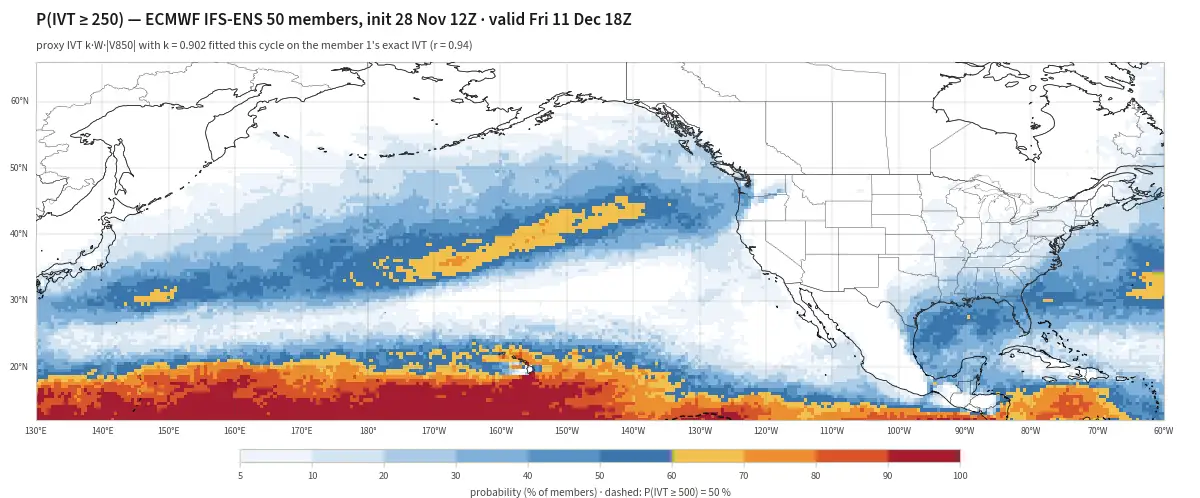 P(IVT ≥ 250) — ECMWF IFS-ENS 50 members, init 28 Nov 12Z · valid Fri 11 Dec 18Z
proxy IVT k·W·|V850| with k = 0.902 fitted this cycle on the member 1's exact IVT (r = 0.94)
60°N
50°N
40°N
30°N
20°N
130°E 140°E 150°E 160°E 170°E 180° 170°W 160°W 150°W 140°W 130°W 120°W 110°W 100°W 90°W 80°W 70°W 60°W
5 10 20 30 40 50 60 70 80 90 100
probability (% of members) · dashed: P(IVT ≥ 500) = 50 %